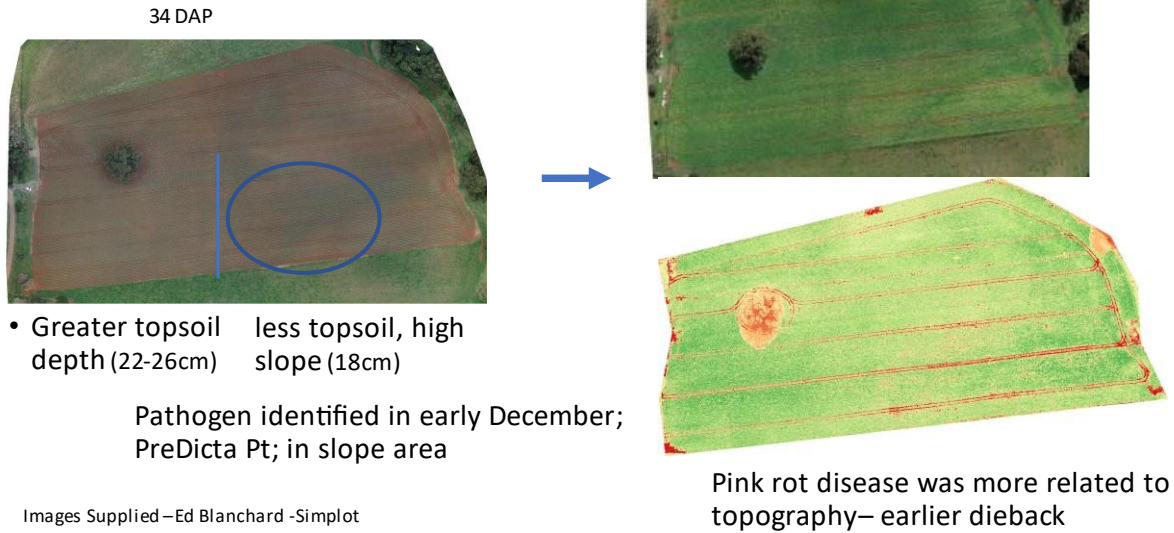 34 DAP
• Greater topsoil
depth (22-26cm)
less topsoil, high
slope (18cm)
Pathogen identified in early December;
PreDicta Pt; in slope area
Images Supplied –Ed Blanchard -Simplot
Pink rot disease was more related to
topography– earlier dieback